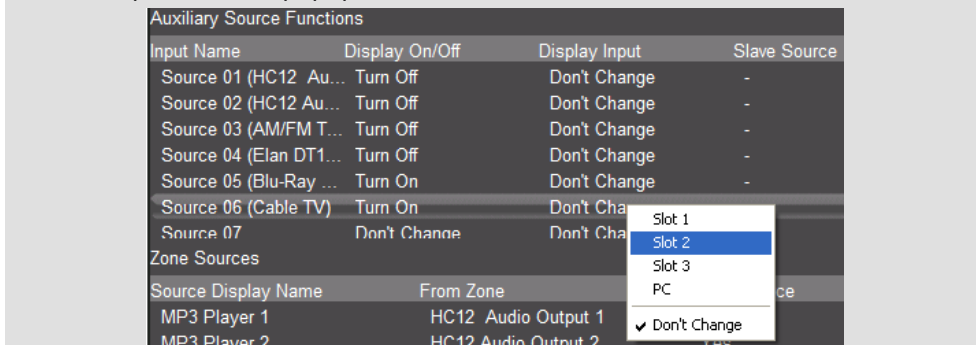 Auxiliary Source Functions
Input Name Display On/Off Display Input Slave Source
Source 01 (HC12 Au... Turn Off Don't Change -
Source 02 (HC12 Au... Turn Off Don't Change -
Source 03 (AM/FM T... Turn Off Don't Change -
Source 04 (Elan DT1... Turn Off Don't Change -
Source 05 (Blu-Ray ... Turn On Don't Change -
Source 06 (Cable TV) Turn On Don't Cha
Source 07 Don't Change Don't Cha
Slot 1
Slot 2
Slot 3
PC
Don't Change
Zone Sources
Source Display Name From Zone ce
MP3 Player 1 HC12 Audio Output 1
MP3 Player 2 HC12 Audio Output 2